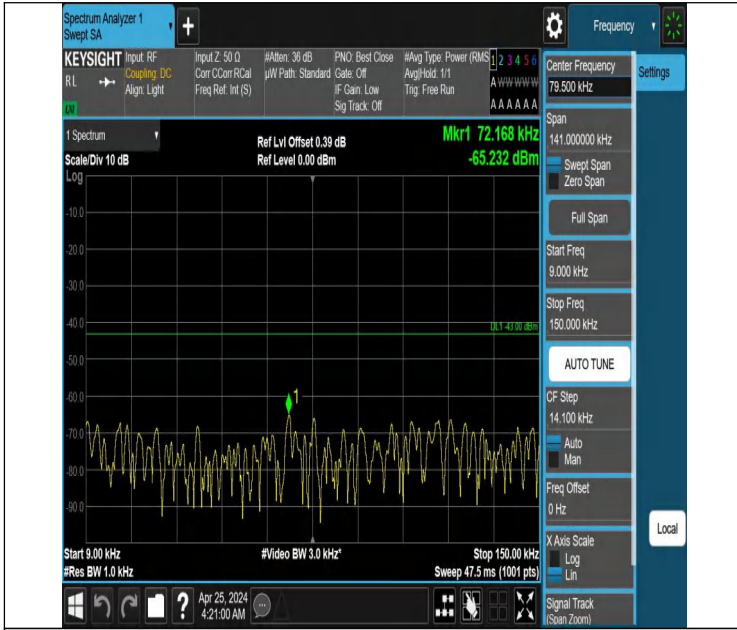 Spectrum Analyzer 1
Swept SA
+
Frequency
KEYSIGHT
RL
Input: RF
Coupling: DC
Align: Light
Input Z: 50 Ω
Corr CCorr RCal
Freq Ref: Int (S)
#Atten: 36 dB
µW Path: Standard
PNO: Best Close
Gate: Off
IF Gain: Low
Sig Track: Off
#Avg Type: Power (RMS
Avg|Hold: 1/1
Trig: Free Run
1 2 3 4 5 6
A W W W W W
A A A A A A
1 Spectrum
Scale/Div 10 dB
Log
Ref Lvl Offset 0.39 dB
Ref Level 0.00 dBm
Mkr1 72.168 kHz
-65.232 dBm
-10.0
-20.0
-30.0
-40.0
-50.0
-60.0
-70.0
-80.0
-90.0
DL1 -43.00 dBm
1
Start 9.00 kHz
#Res BW 1.0 kHz
#Video BW 3.0 kHz*
Stop 150.00 kHz
Sweep 47.5 ms (1001 pts)
Center Frequency
79.500 kHz
Settings
Span
141.000000 kHz
Swept Span
Zero Span
Full Span
Start Freq
9.000 kHz
Stop Freq
150.000 kHz
AUTO TUNE
CF Step
14.100 kHz
Auto
Man
Freq Offset
0 Hz
X Axis Scale
Log
Lin
Signal Track
(Span Zoom)
Local
?
Apr 25, 2024
4:21:00 AM